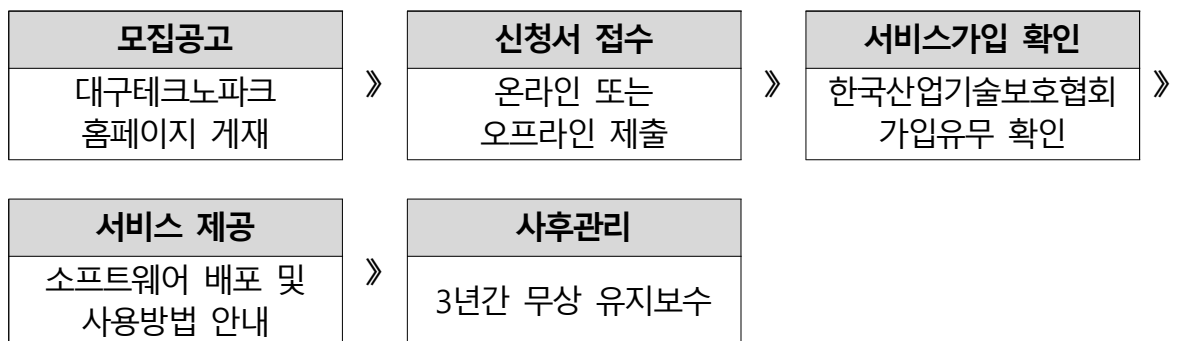 모집공고
대구테크노파크
홈페이지 게재
》
신청서 접수
온라인 또는
오프라인 제출
》
서비스가입 확인
한국산업기술보호협회
가입유무 확인
》
서비스 제공
소프트웨어 배포 및
사용방법 안내
》
사후관리
3년간 무상 유지보수